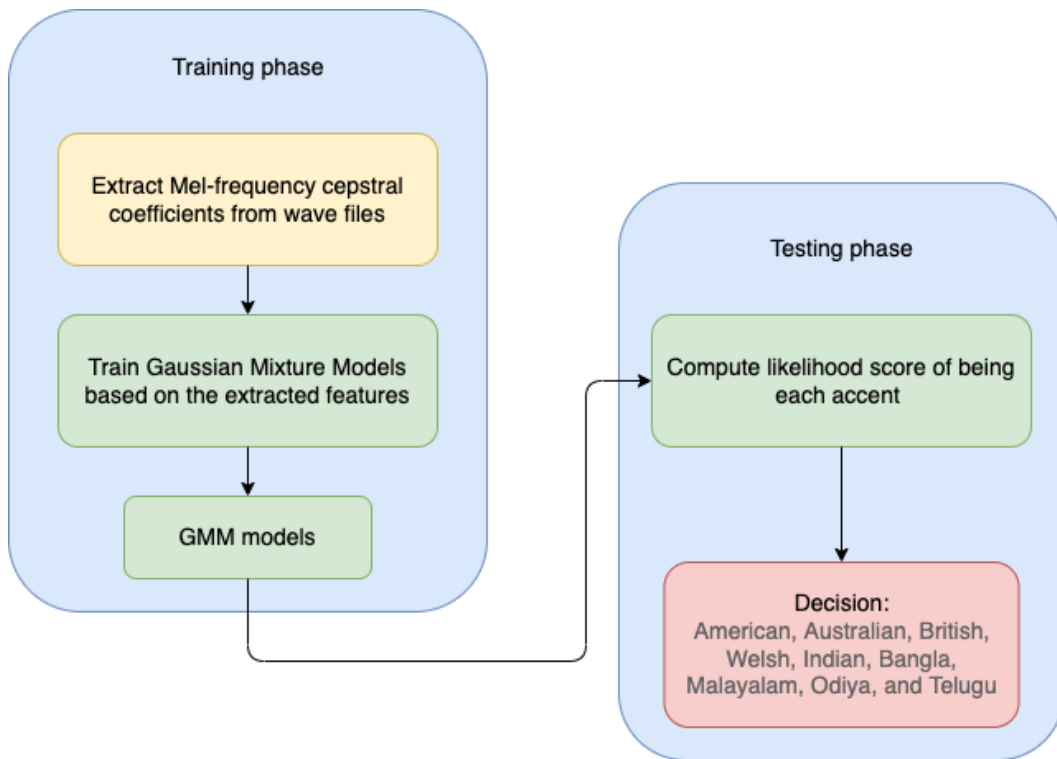 Training phase
Extract Mel-frequency cepstral
coefficients from wave files
Train Gaussian Mixture Models
based on the extracted features
GMM models
Testing phase
Compute likelihood score of being
each accent
Decision:
American, Australian, British,
Welsh, Indian, Bangla,
Malayalam, Odiya, and Telugu